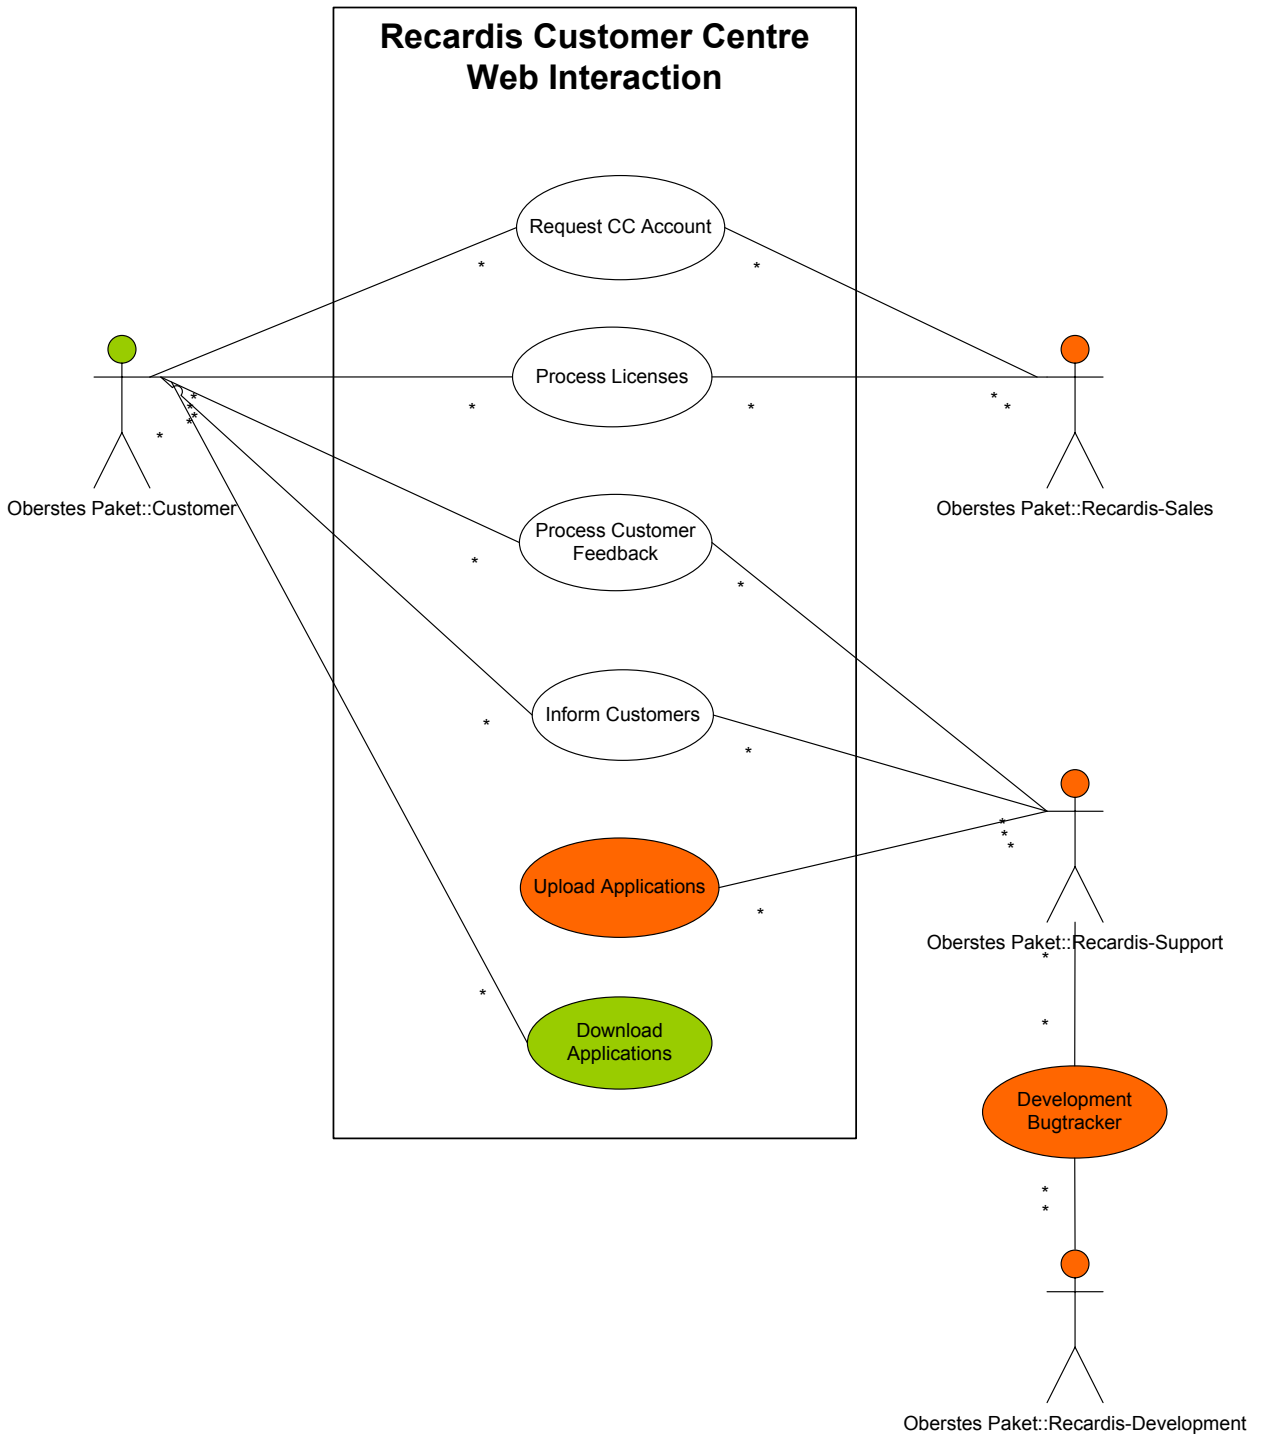 Recardis Customer Centre
Web Interaction
Request CC Account
*
*
Process Licenses
*
*
*
*
*
*
*
*
*
Oberstes Paket::Customer
Oberstes Paket::Recardis-Sales
Process Customer
Feedback
*
*
Inform Customers
*
*
*
*
*
Upload Applications
*
Oberstes Paket::Recardis-Support
*
*
*
Download
Applications
Development
Bugtracker
*
*
Oberstes Paket::Recardis-Development